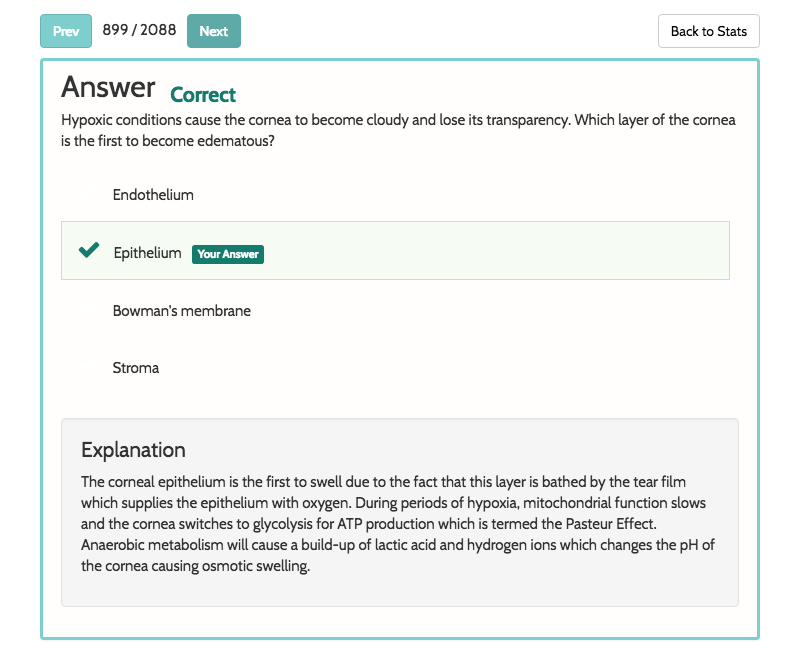 Prev 899 / 2088 Next Back to Stats
Answer Correct
Hypoxic conditions cause the cornea to become cloudy and lose its transparency. Which layer of the cornea
is the first to become edematous?
Endothelium
Epithelium Your Answer
Bowman's membrane
Stroma
Explanation
The corneal epithelium is the first to swell due to the fact that this layer is bathed by the tear film
which supplies the epithelium with oxygen. During periods of hypoxia, mitochondrial function slows
and the cornea switches to glycolysis for ATP production which is termed the Pasteur Effect.
Anaerobic metabolism will cause a build-up of lactic acid and hydrogen ions which changes the pH of
the cornea causing osmotic swelling.